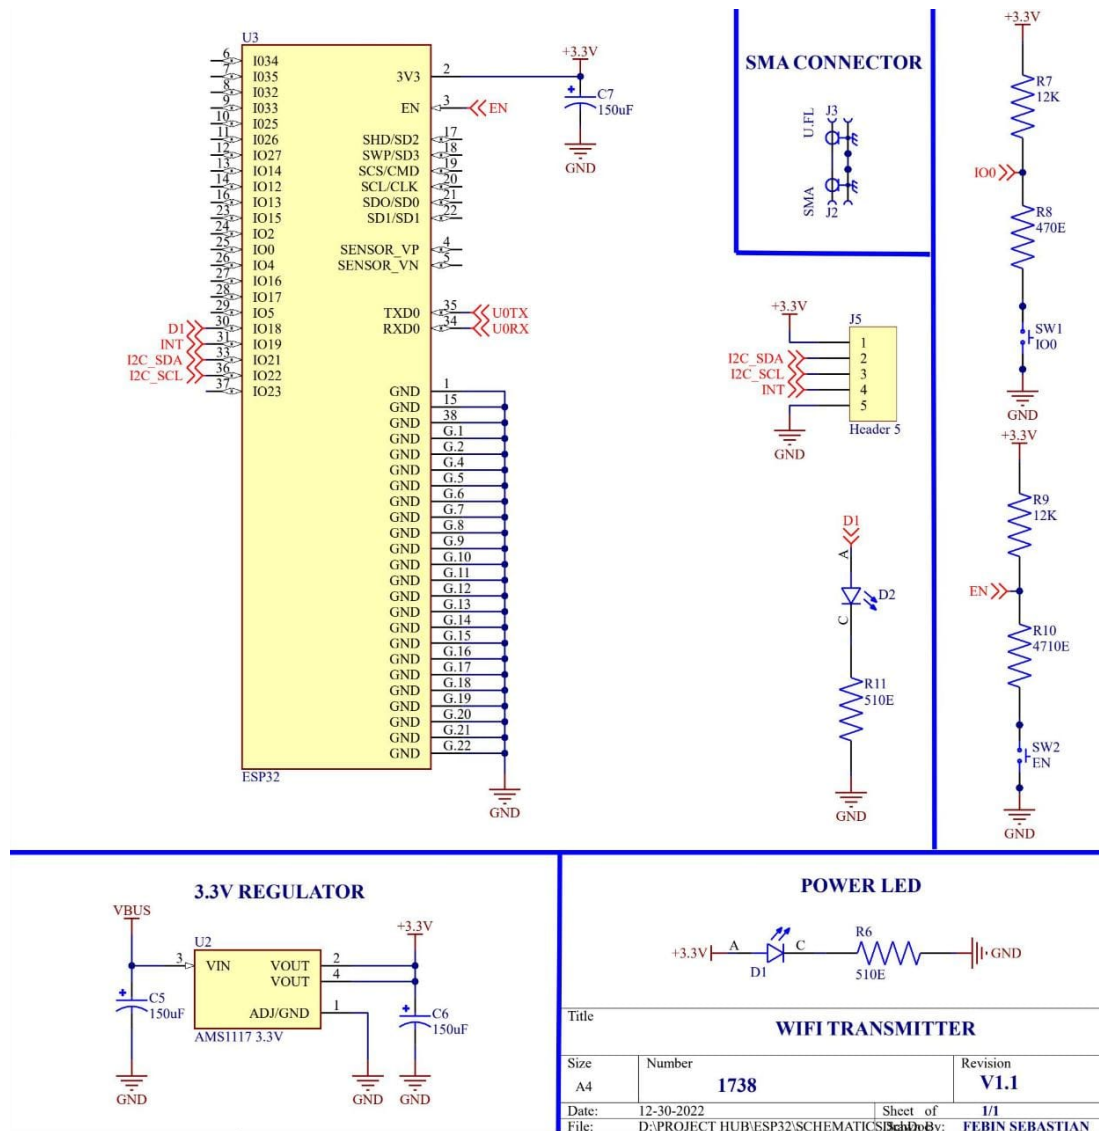 U3
6 I034
7 I035
8 I032
9 I033
10 I025
11 I026
12 IO27
13 IO14
14 IO12
16 IO13
23 IO15
24 IO2
25 IO0
26 IO4
27 IO16
28 IO17
29 IO5
D1 30 IO18
INT 31 IO19
I2C_SDA 33 IO21
I2C_SCL 36 IO22
37 IO23
3V3 2
EN 3 EN
SHD/SD2 17
SWP/SD3 18
SCS/CMD 19
SCL/CLK 20
SDO/SD0 21
SD1/SD1 22
SENSOR_VP 4
SENSOR_VN 5
TXD0 35 U0TX
RXD0 34 U0RX
GND 1
GND 15
GND 38
GND G.1
GND G.2
GND G.4
GND G.5
GND G.6
GND G.7
GND G.8
GND G.9
GND G.10
GND G.11
GND G.12
GND G.13
GND G.14
GND G.15
GND G.16
GND G.17
GND G.18
GND G.19
GND G.20
GND G.21
GND G.22
ESP32
GND
+3.3V
C7
150uF
GND
SMA CONNECTOR
U.FL J3
SMA J2
+3.3V
R7
12K
IO0
R8
470E
SW1
IO0
GND
+3.3V
J5
1
I2C_SDA 2
I2C_SCL 3
INT 4
5
Header 5
GND
D1
A
D2
C
R11
510E
GND
+3.3V
R9
12K
EN
R10
4710E
SW2
EN
GND
3.3V REGULATOR
VBUS
U2
+3.3V
3 VIN VOUT 2
VOUT 4
ADJ/GND 1
C5
150uF
C6
150uF
AMS1117 3.3V
GND
GND
GND
POWER LED
+3.3V A C R6 GND
D1 510E
Title
WIFI TRANSMITTER
Size Number Revision
A4 1738 V1.1
Date: 12-30-2022 Sheet of 1/1
File: D:\PROJECT HUB\ESP32\SCHEMATICS By: FEBIN SEBASTIAN